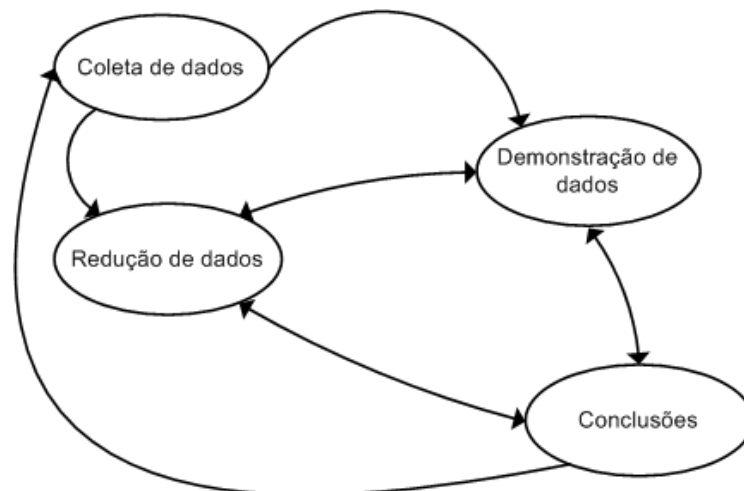 Coleta de dados
Demonstração de
dados
Redução de dados
Conclusões